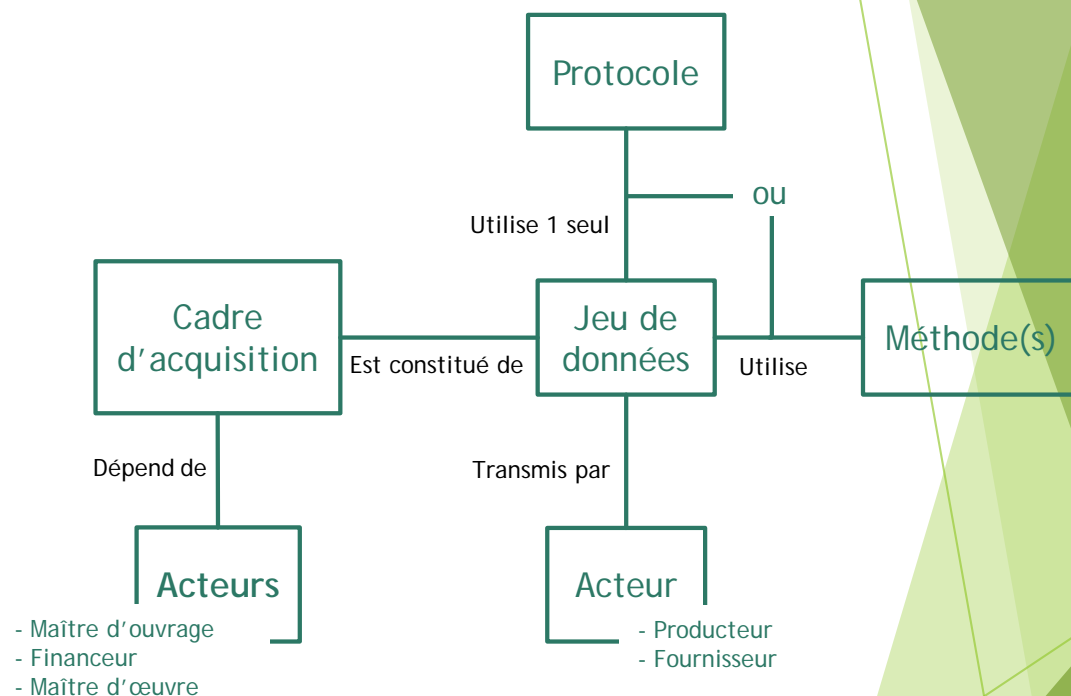 Protocole
ou
Utilise 1 seul
Cadre
d'acquisition
Est constitué de
Jeu de
données
Utilise
Méthode(s)
Dépend de
Transmis par
Acteurs
- Maître d'ouvrage
- Financeur
- Maître d'œuvre
Acteur
- Producteur
- Fournisseur